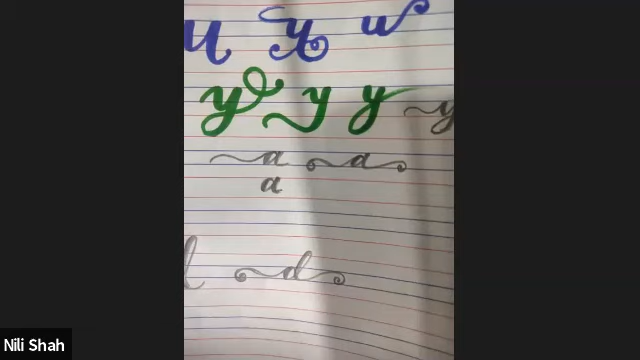 u y u
y y y y
a a
a
d d
Nili Shah